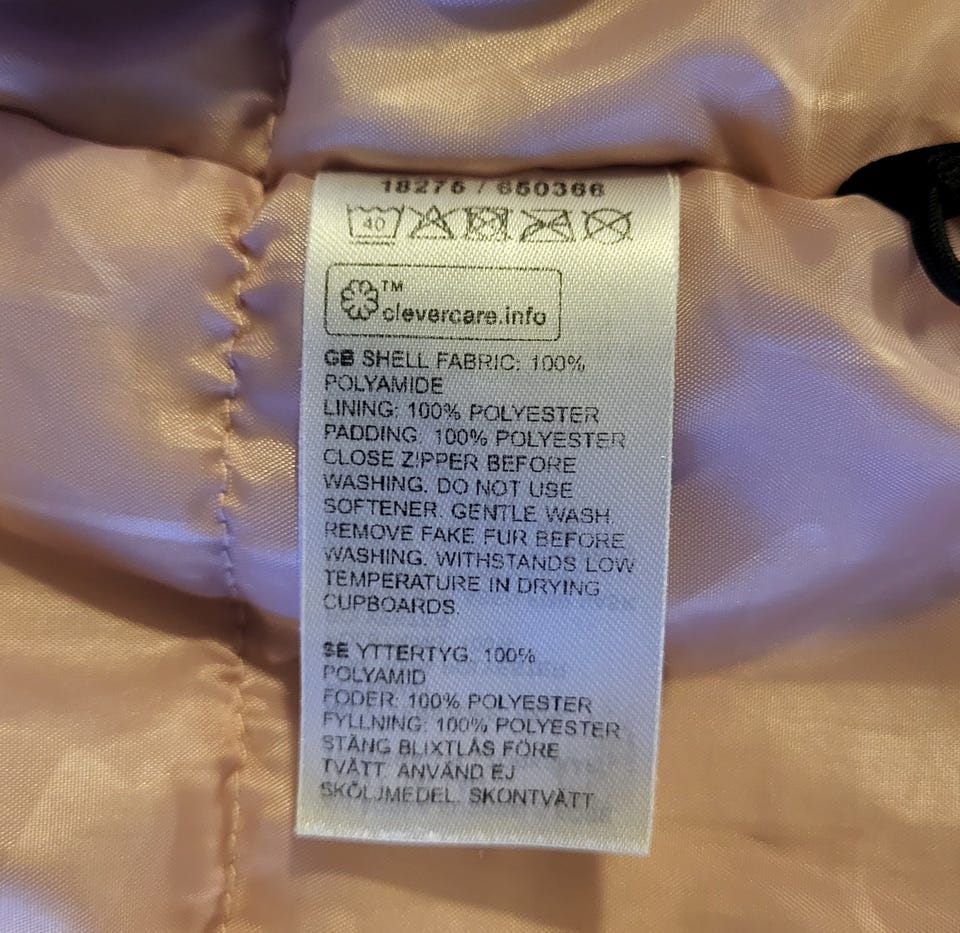 18275 / 650366
40
TM
clevercare.info
GB SHELL FABRIC: 100%
POLYAMIDE
LINING: 100% POLYESTER
PADDING: 100% POLYESTER
CLOSE ZIPPER BEFORE
WASHING. DO NOT USE
SOFTENER. GENTLE WASH.
REMOVE FAKE FUR BEFORE
WASHING. WITHSTANDS LOW
TEMPERATURE IN DRYING
CUPBOARDS.
SE YTTERTYG: 100%
POLYAMID
FODER: 100% POLYESTER
FYLLNING: 100% POLYESTER
STÄNG BLIXTLÅS FÖRE
TVÄTT. ANVÄND EJ
SKÖLJMEDEL. SKONTVÄTT